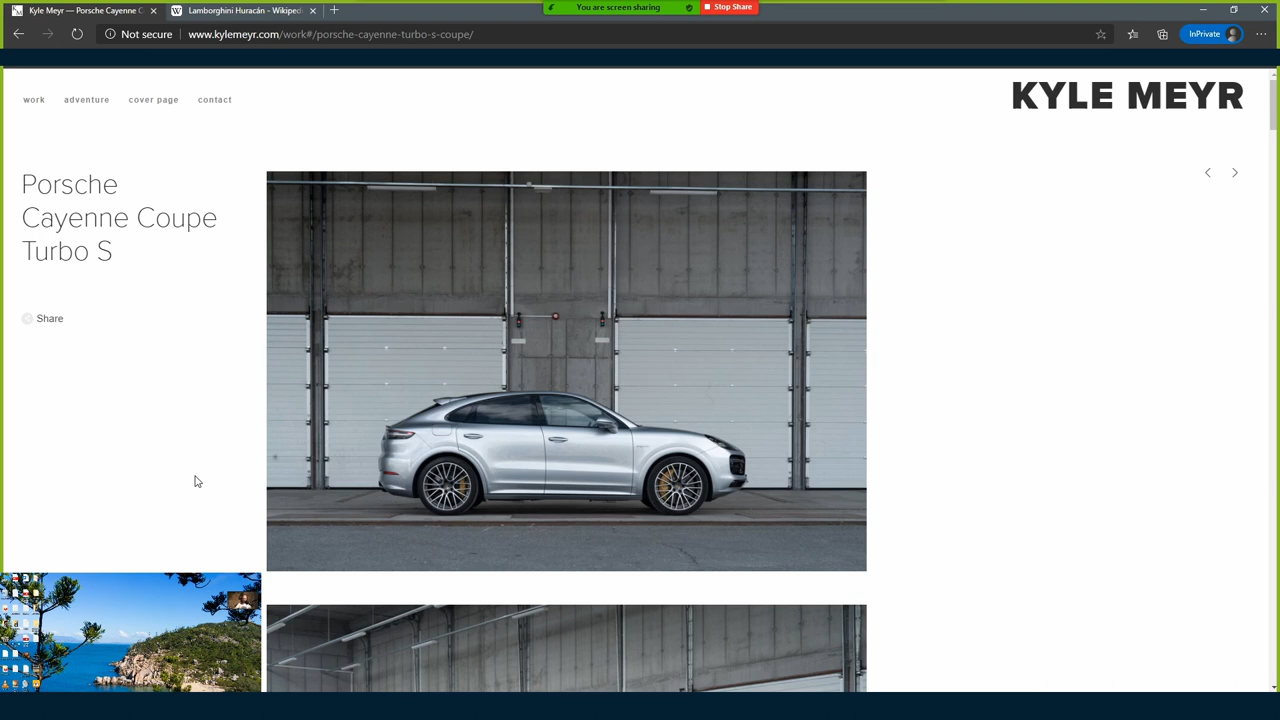 Kyle Meyr — Porsche Cayenne C
Lamborghini Huracán - Wikiped
You are screen sharing
Stop Share
Not secure
www.kylemeyr.com/work#/porsche-cayenne-turbo-s-coupe/
InPrivate
work
adventure
cover page
contact
KYLE MEYR
Porsche
Cayenne Coupe
Turbo S
Share